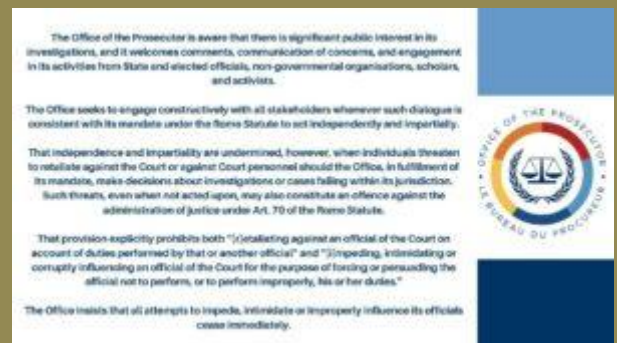 The Office of the Prosecutor is aware that there is significant public interest in its
investigations, and it welcomes comments, communication of concerns, and engagement
in its activities from State and elected officials, non-governmental organisations, scholars,
and activists.
The Office seeks to engage constructively with all stakeholders whenever such dialogue is
consistent with its mandate under the Rome Statute to act independently and impartially.
That independence and impartiality are undermined, however, when individuals threaten
to retaliate against the Court or against Court personnel should the Office, in fulfillment of
its mandate, make decisions about investigations or cases falling within its jurisdiction.
Such threats, even when not acted upon, may also constitute an offence against the
administration of justice under Art. 70 of the Rome Statute.
That provision explicitly prohibits both "[r]etaliating against an official of the Court on
account of duties performed by that or another official" and "[i]mpeding, intimidating or
corruptly influencing an official of the Court for the purpose of forcing or persuading the
official not to perform, or to perform improperly, his or her duties."
The Office insists that all attempts to impede, intimidate or improperly influence its officials
cease immediately.
OFFICE OF THE PROSECUTOR
LE BUREAU DU PROCUREUR